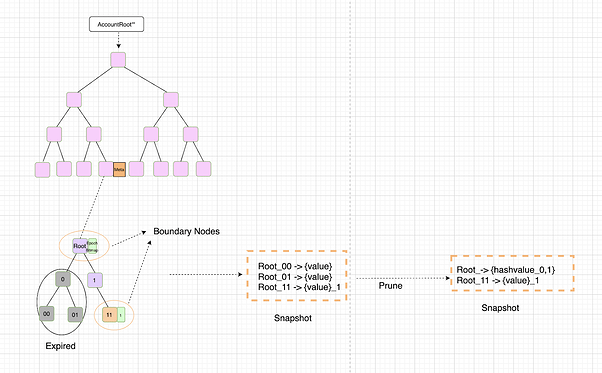 AccountRoot'''
Meta
Root
Epoch
Bitmap
Boundary Nodes
0
1
00
01
11
1
Expired
Root_00 -> {value}
Root_01 -> {value}
Root_11 -> {value}_1
Snapshot
Prune
Root_-> {hashvalue_0,1}
Root_11 -> {value}_1
Snapshot